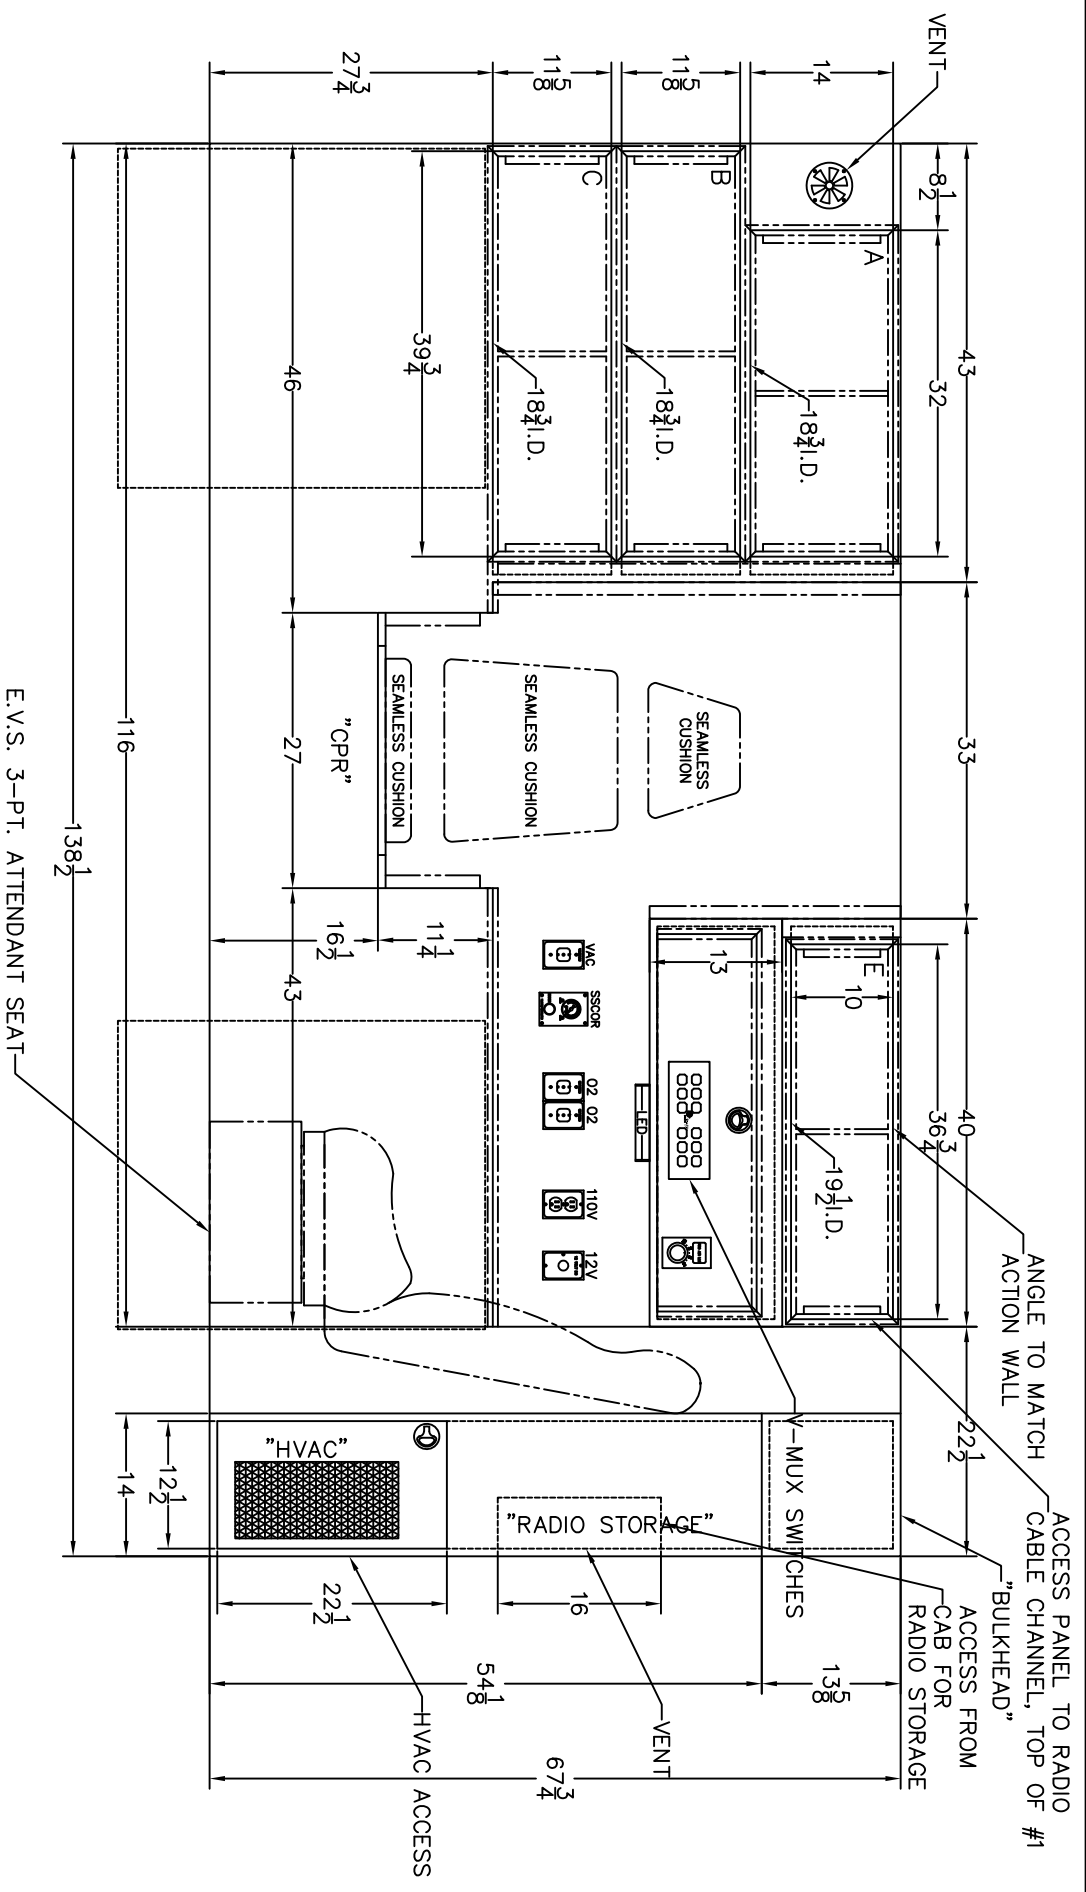 ACCESS PANEL TO RADIO
CABLE CHANNEL, TOP OF #1
ANGLE TO MATCH
ACTION WALL
"BULKHEAD"
ACCESS FROM
CAB FOR
RADIO STORAGE
VENT
43
33
40
22 1/2
8 1/2
32
36 3/4
14
11 5/8
11 5/8
27 3/4
A
B
C
E
10
13
18 3/4 I.D.
18 3/4 I.D.
18 3/4 I.D.
19 1/2 I.D.
SEAMLESS
CUSHION
SEAMLESS CUSHION
SEAMLESS CUSHION
"CPR"
VAC
SSCOR
O2
O2
110V
12V
LED
V-MUX SWITCHES
"RADIO STORAGE"
"HVAC"
13 5/8
54 1/8
67 3/4
16
22 1/2
VENT
HVAC ACCESS
39 3/4
11 1/4
16 1/2
46
27
43
12 1/2
116
14
138 1/2
E.V.S. 3-PT. ATTENDANT SEAT